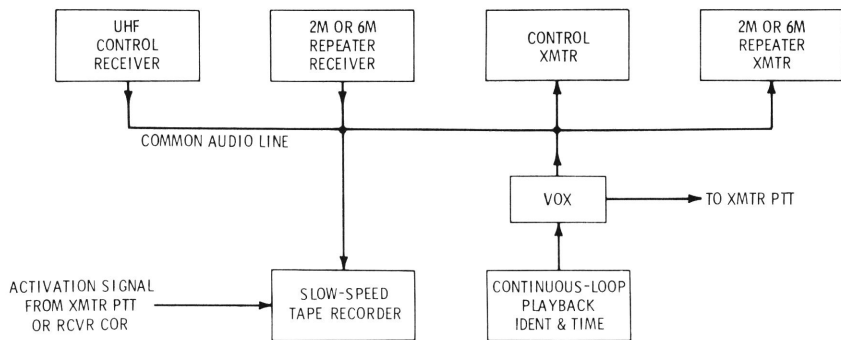 UHF
CONTROL
RECEIVER
2M OR 6M
REPEATER
RECEIVER
CONTROL
XMTR
2M OR 6M
REPEATER
XMTR
COMMON AUDIO LINE
VOX
TO XMTR PTT
ACTIVATION SIGNAL
FROM XMTR PTT
OR RCVR COR
SLOW-SPEED
TAPE RECORDER
CONTINUOUS-LOOP
PLAYBACK
IDENT & TIME